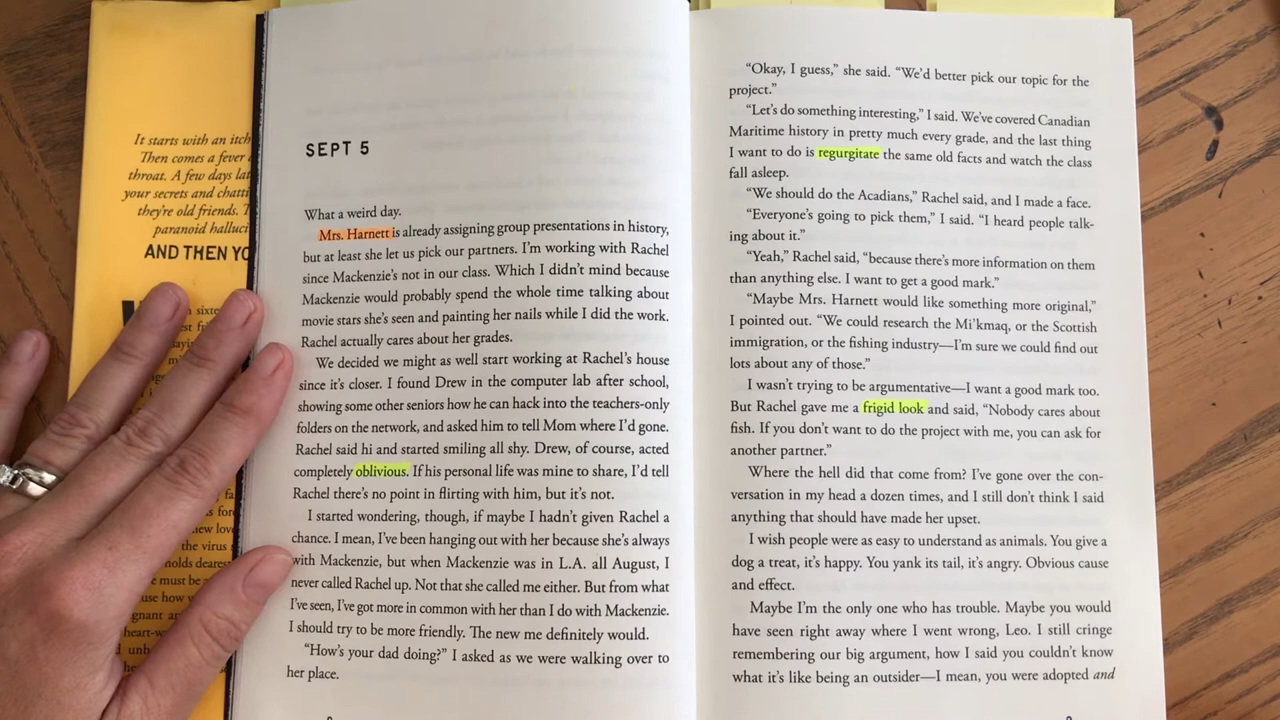 It starts with an itch
Then comes a fever
throat. A few days
your secrets and
they're old friends.
paranoid
AND THEN
SEPT 5
What a weird day.
Mrs. Harnett is already assigning group presentations in history,
but at least she let us pick our partners. I'm working with Rachel
since Mackenzie's not in our class. Which I didn't mind because
Mackenzie would probably spend the whole time talking about
movie stars she's seen and painting her nails while I did the work.
Rachel actually cares about her grades.
We decided we might as well start working at Rachel's house
since it's closer. I found Drew in the computer lab after school,
showing some other seniors how he can hack into the teachers-only
folders on the network, and asked him to tell Mom where I'd gone.
Rachel said hi and started smiling all shy. Drew, of course, acted
completely oblivious. If his personal life was mine to share, I'd tell
Rachel there's no point in flirting with him, but it's not.
I started wondering, though, if maybe I hadn't given Rachel a
chance. I mean, I've been hanging out with her because she's always
with Mackenzie, but when Mackenzie was in L.A. all August, I
never called Rachel up. Not that she called me either. But from what
I've seen, I've got more in common with her than I do with Mackenzie.
I should try to be more friendly. The new me definitely would.
"How's your dad doing?" I asked as we were walking over to
her place.
"Okay, I guess," she said. "We'd better pick our topic for the
project."
"Let's do something interesting," I said. We've covered Canadian
Maritime history in pretty much every grade, and the last thing
I want to do is regurgitate the same old facts and watch the class
fall asleep.
"We should do the Acadians," Rachel said, and I made a face.
"Everyone's going to pick them," I said. "I heard people talk-
ing about it."
"Yeah," Rachel said, "because there's more information on them
than anything else. I want to get a good mark."
"Maybe Mrs. Harnett would like something more original,"
I pointed out. "We could research the Mi'kmaq, or the Scottish
immigration, or the fishing industry—I'm sure we could find out
lots about any of those."
I wasn't trying to be argumentative—I want a good mark too.
But Rachel gave me a frigid look and said, "Nobody cares about
fish. If you don't want to do the project with me, you can ask for
another partner."
Where the hell did that come from? I've gone over the con-
versation in my head a dozen times, and I still don't think I said
anything that should have made her upset.
I wish people were as easy to understand as animals. You give a
dog a treat, it's happy. You yank its tail, it's angry. Obvious cause
and effect.
Maybe I'm the only one who has trouble. Maybe you would
have seen right away where I went wrong, Leo. I still cringe
remembering our big argument, how I said you couldn't know
what it's like being an outsider—I mean, you were adopted and